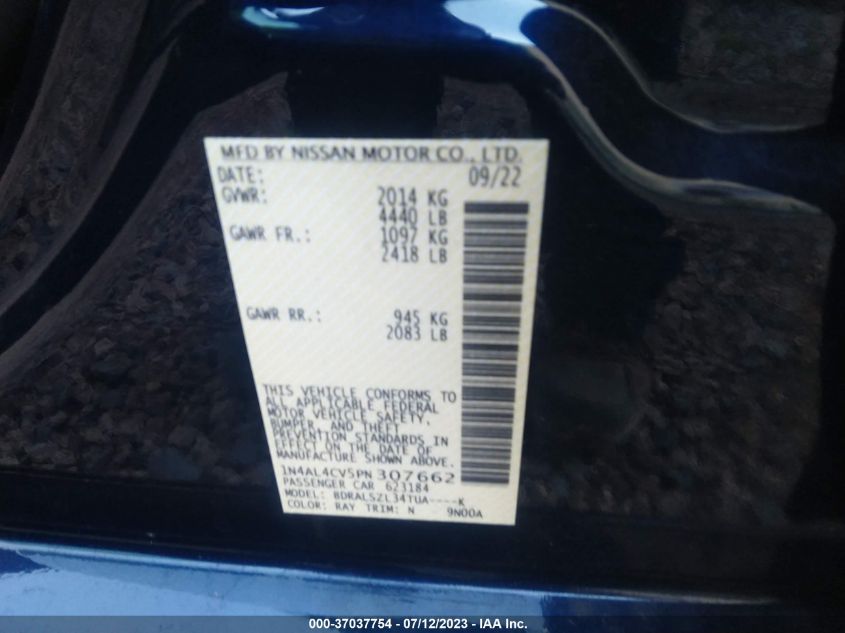 MFD BY NISSAN MOTOR CO., LTD.
DATE: 09/22
GVWR: 2014 KG
4440 LB
GAWR FR.: 1097 KG
2418 LB
GAWR RR.: 945 KG
2083 LB
THIS VEHICLE CONFORMS TO
ALL APPLICABLE FEDERAL
MOTOR VEHICLE SAFETY,
BUMPER, AND THEFT
PREVENTION STANDARDS IN
EFFECT ON THE DATE OF
MANUFACTURE SHOWN ABOVE.
1N4AL4CV5PN307662
PASSENGER CAR 623184
MODEL: BDRALSZL34TUA----K
COLOR: RAY TRIM: N 9N00A
000-37037754 - 07/12/2023 - IAA Inc.